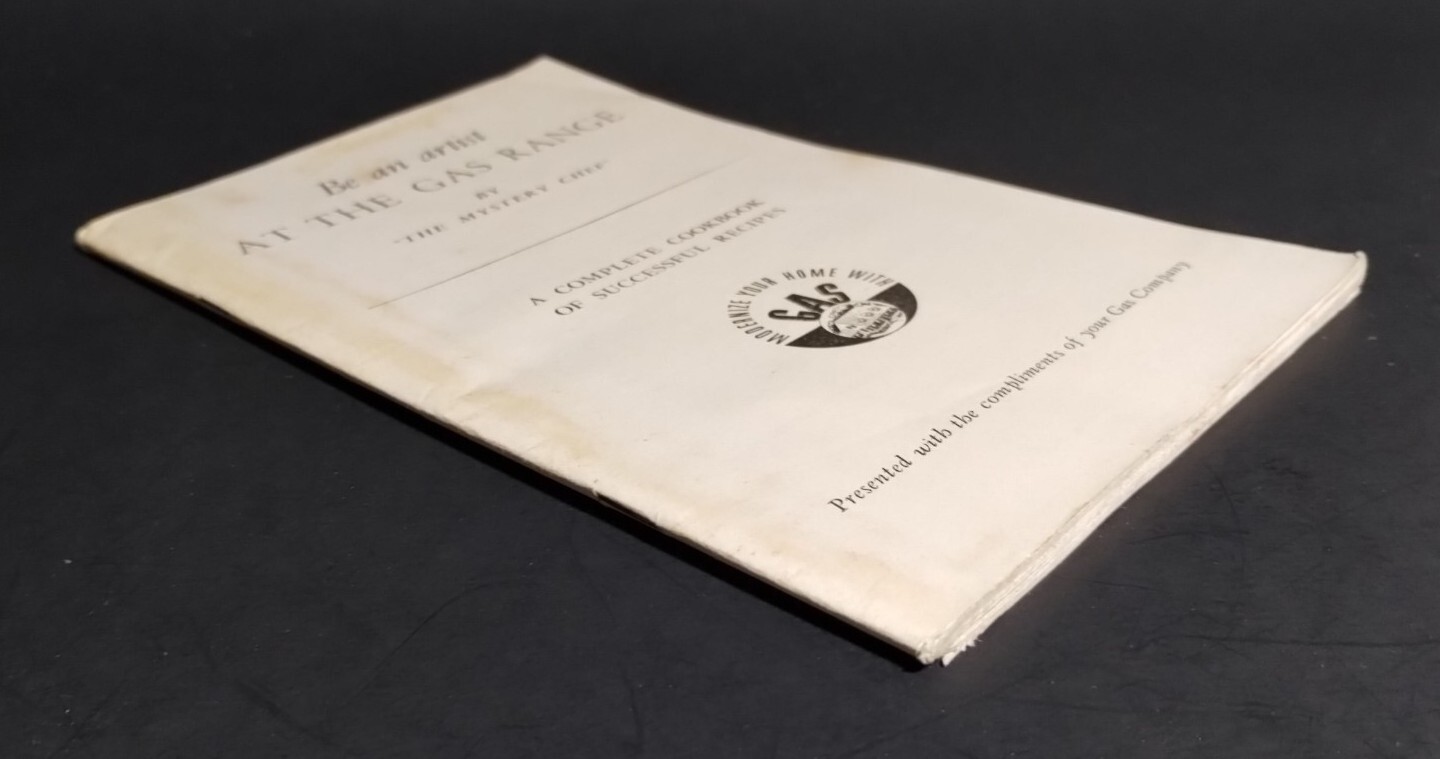 Be an artist
AT THE GAS RANGE
BY
"THE MYSTERY CHEF"
A COMPLETE COOKBOOK
OF SUCCESSFUL RECIPES
MODERNIZE YOUR HOME WITH
GAS
Presented with the compliments of your Gas Company